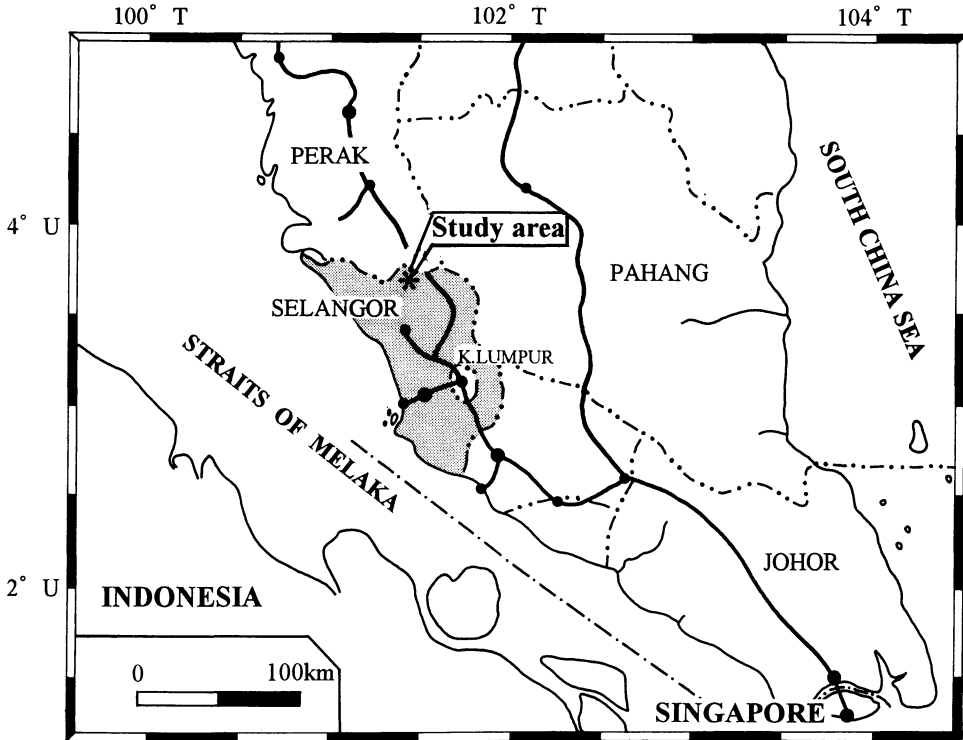 100° T
102° T
104° T
PERAK
SOUTH CHINA SEA
4° U
Study area
PAHANG
SELANGOR
K.LUMPUR
STRAITS OF MELAKA
JOHOR
2° U
INDONESIA
0
100km
SINGAPORE